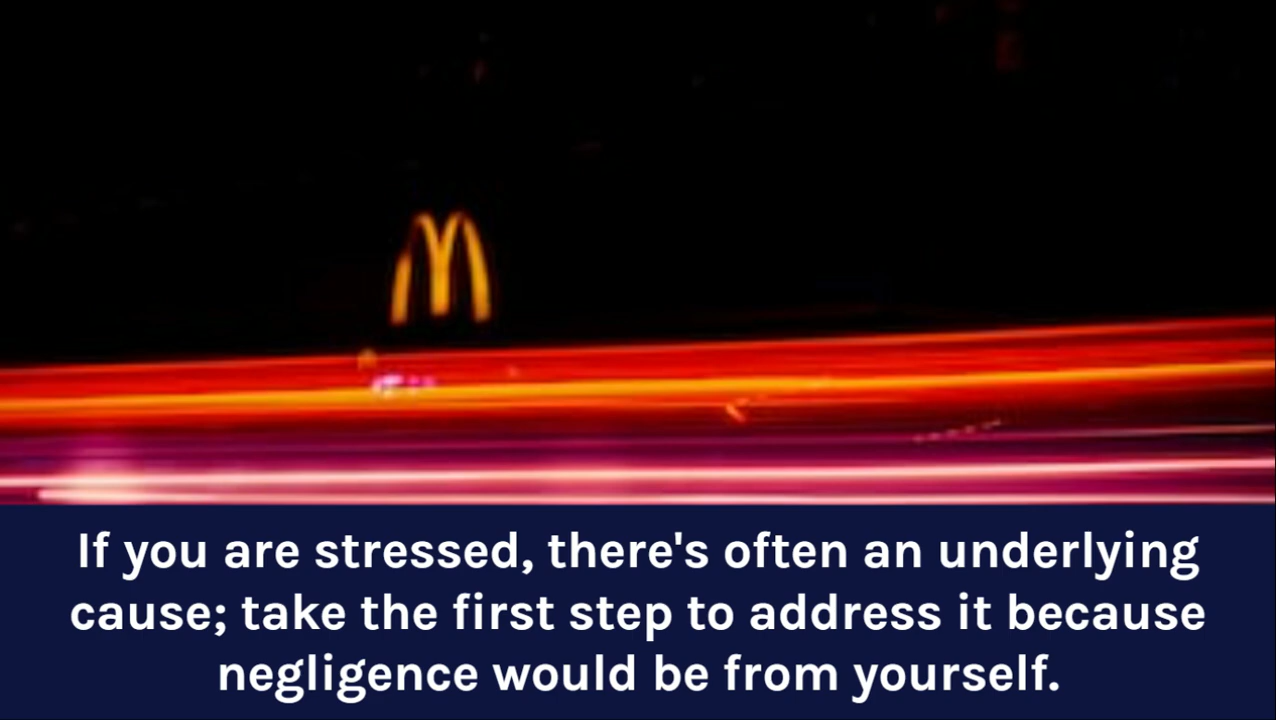 If you are stressed, there's often an underlying
cause; take the first step to address it because
negligence would be from yourself.